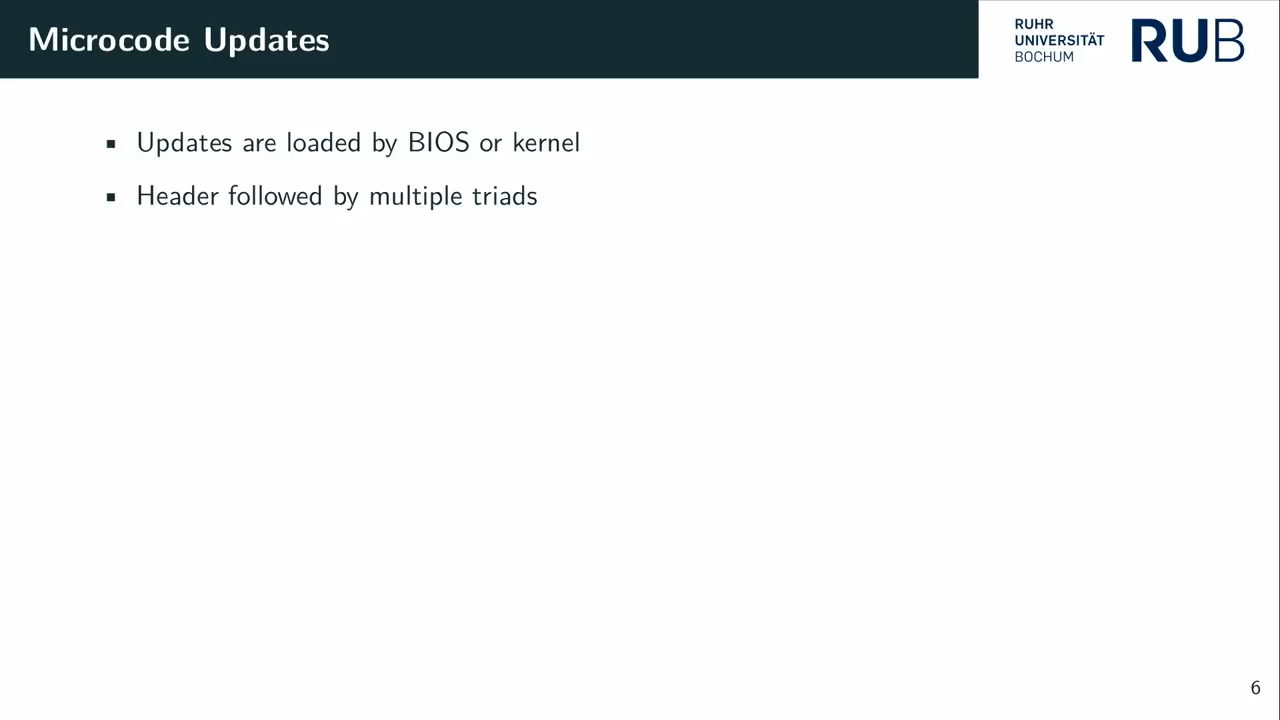 Microcode Updates
RUHR
UNIVERSITÄT
BOCHUM
RUB
▪ Updates are loaded by BIOS or kernel
▪ Header followed by multiple triads
6